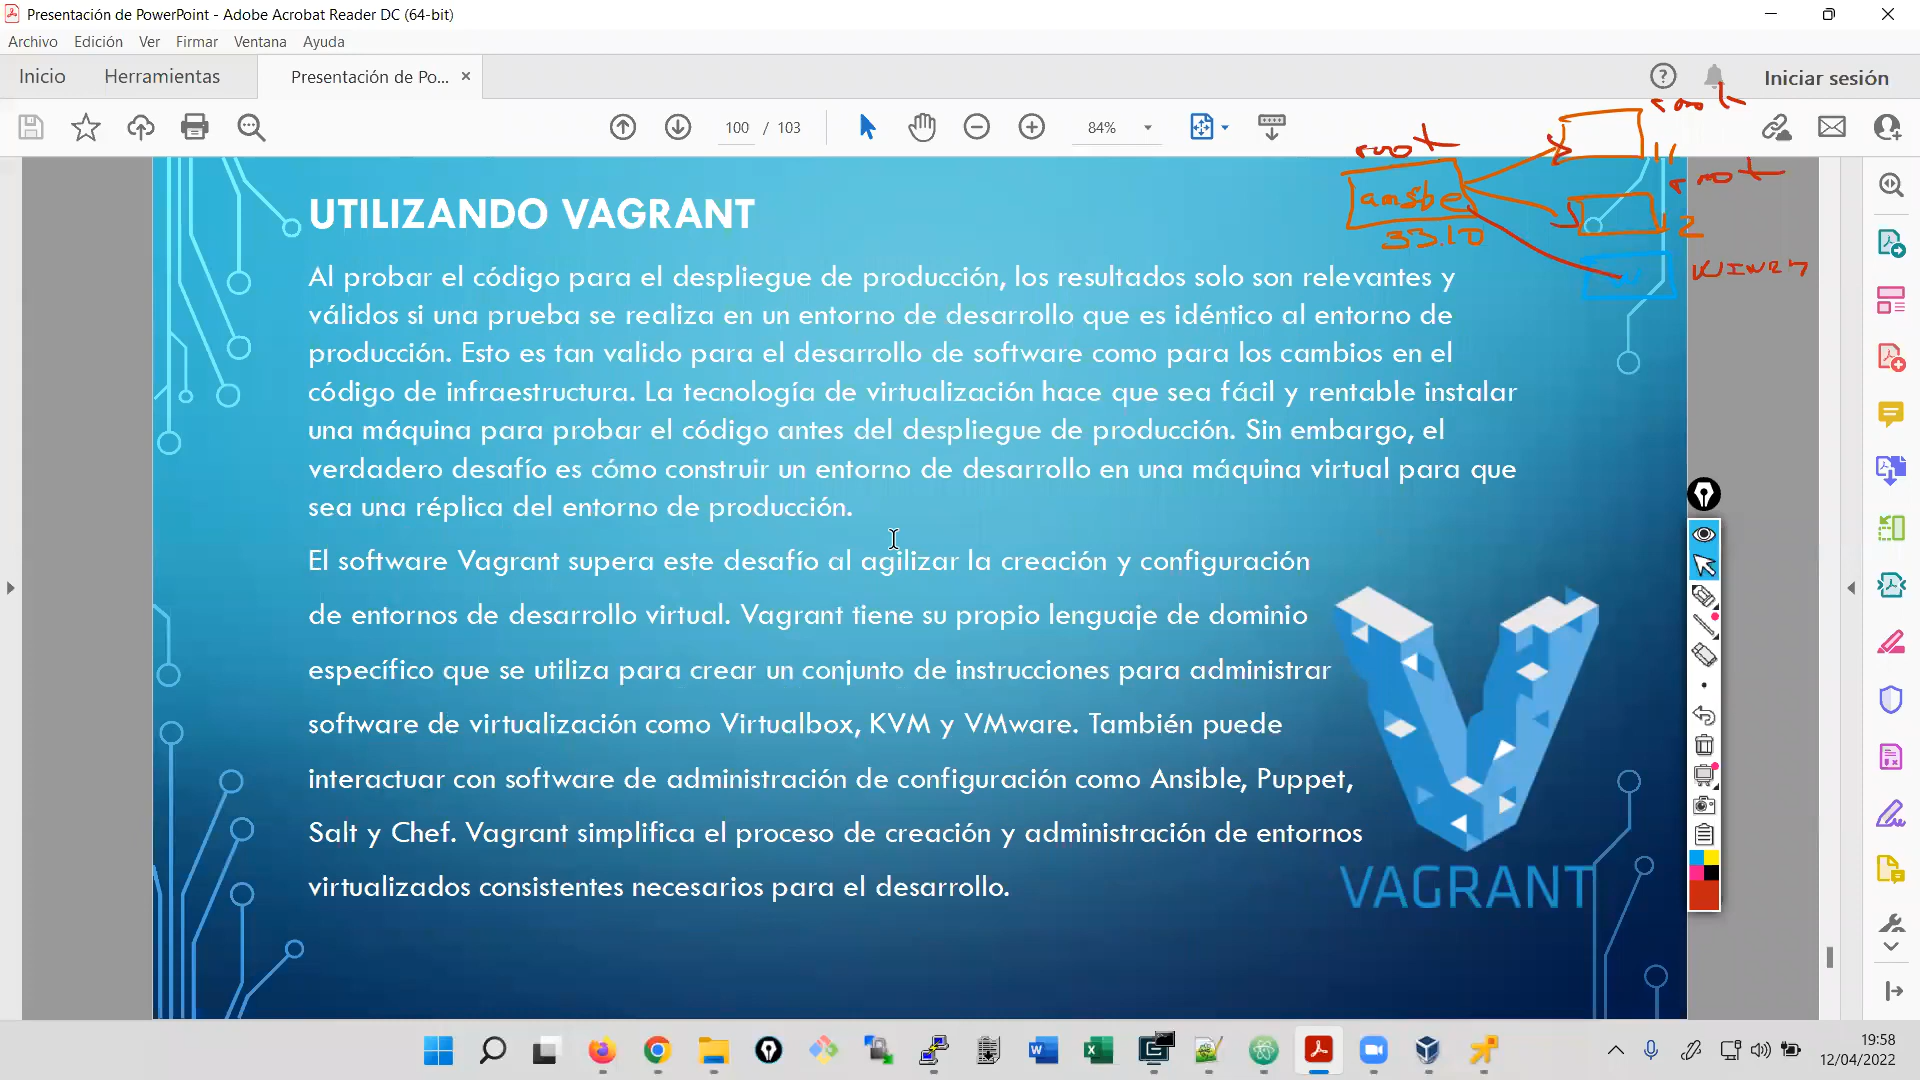 Presentación de PowerPoint - Adobe Acrobat Reader DC (64-bit)
Archivo Edición Ver Firmar Ventana Ayuda
Inicio Herramientas Presentación de Po... Iniciar sesión
100 / 103 84%
root
root
root
ansbe
33.10
11
12
UTILIZANDO VAGRANT
Al probar el código para el despliegue de producción, los resultados solo son relevantes y
válidos si una prueba se realiza en un entorno de desarrollo que es idéntico al entorno de
producción. Esto es tan valido para el desarrollo de software como para los cambios en el
código de infraestructura. La tecnología de virtualización hace que sea fácil y rentable instalar
una máquina para probar el código antes del despliegue de producción. Sin embargo, el
verdadero desafío es cómo construir un entorno de desarrollo en una máquina virtual para que
sea una réplica del entorno de producción.
El software Vagrant supera este desafío al agilizar la creación y configuración
de entornos de desarrollo virtual. Vagrant tiene su propio lenguaje de dominio
específico que se utiliza para crear un conjunto de instrucciones para administrar
software de virtualización como Virtualbox, KVM y VMware. También puede
interactuar con software de administración de configuración como Ansible, Puppet,
Salt y Chef. Vagrant simplifica el proceso de creación y administración de entornos
virtualizados consistentes necesarios para el desarrollo.
VAGRANT
19:58
12/04/2022